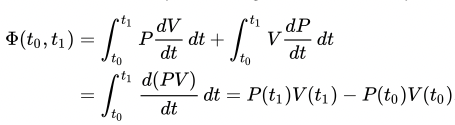 Φ(t₀, t₁) = ∫_{t₀}^{t₁} P dV/dt dt + ∫_{t₀}^{t₁} V dP/dt dt
= ∫_{t₀}^{t₁} d(PV)/dt dt = P(t₁)V(t₁) − P(t₀)V(t₀)